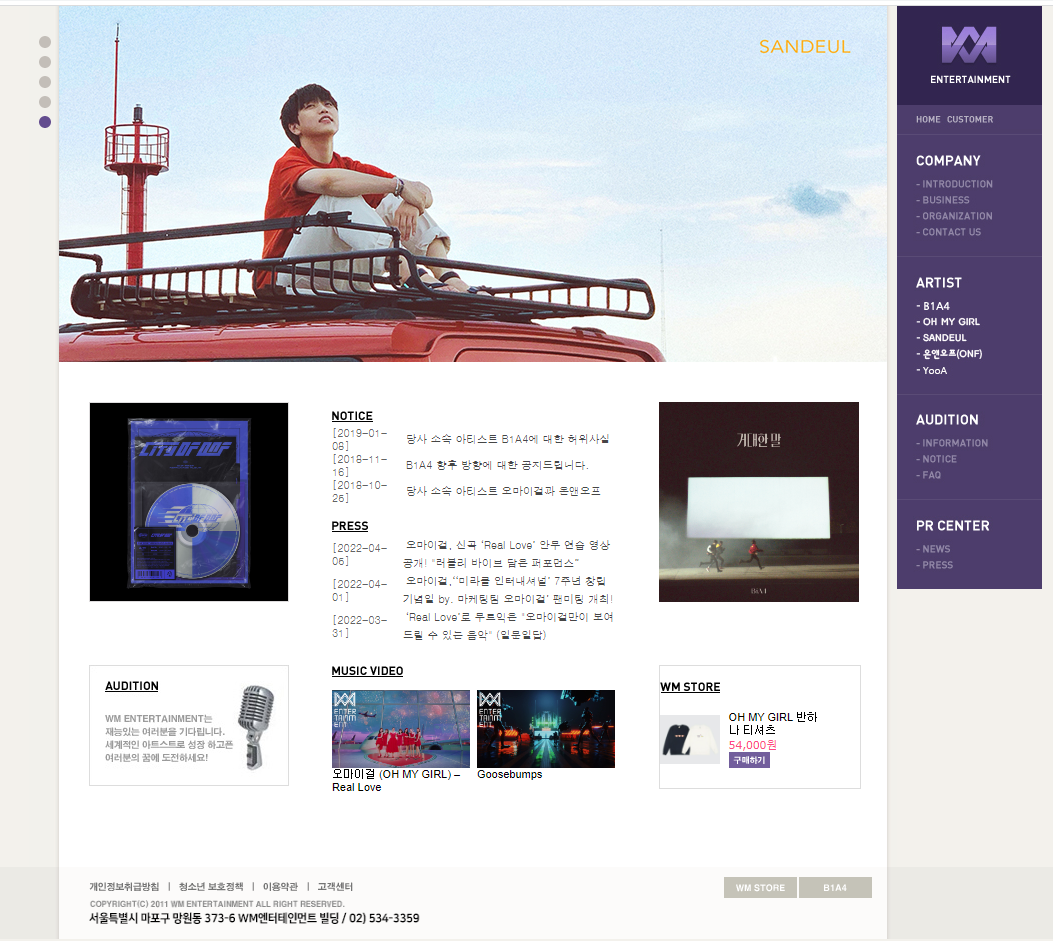 SANDEUL
WM
ENTERTAINMENT
HOME CUSTOMER
COMPANY
- INTRODUCTION
- BUSINESS
- ORGANIZATION
- CONTACT US
ARTIST
- B1A4
- OH MY GIRL
- SANDEUL
- 온앤오프(ONF)
- YooA
AUDITION
- INFORMATION
- NOTICE
- FAQ
PR CENTER
- NEWS
- PRESS
CITY OF ONF
NOTICE
[2019-01-
08]
당사 소속 아티스트 B1A4에 대한 허위사실
[2018-11-
16]
B1A4 향후 방향에 대한 공지드립니다.
[2018-10-
26]
당사 소속 아티스트 오마이걸과 온앤오프
PRESS
[2022-04-
06]
오마이걸, 신곡 ‘Real Love’ 안무 연습 영상
공개! "러블리 바이브 담은 퍼포먼스"
[2022-04-
01]
오마이걸,‘‘미라클 인터내셔널’ 7주년 창립
기념일 by. 마케팅팀 오마이걸’ 팬미팅 개최!
[2022-03-
31]
‘Real Love’로 돌아온 "오마이걸만이 보여
드릴 수 있는 음악" (일문일답)
거대한 말
B1A4
AUDITION
WM ENTERTAINMENT는
재능있는 여러분을 기다립니다.
세계적인 아트스트로 성장 하고픈
여러분의 꿈에 도전하세요!
MUSIC VIDEO
ENTER
TAINM
ENT
ENTER
TAINM
ENT
오마이걸 (OH MY GIRL) –
Real Love
Goosebumps
WM STORE
OH MY GIRL 반하
나 티셔츠
54,000원
구매하기
개인정보취급방침 | 청소년 보호정책 | 이용약관 | 고객센터
WM STORE
B1A4
COPYRIGHT(C) 2011 WM ENTERTAINMENT ALL RIGHT RESERVED.
서울특별시 마포구 망원동 373-6 WM엔터테인먼트 빌딩 / 02) 534-3359